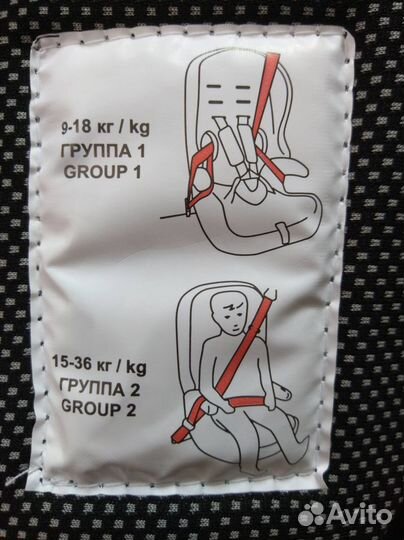 9-18 кг / kg
ГРУППА 1
GROUP 1
15-36 кг / kg
ГРУППА 2
GROUP 2
Avito